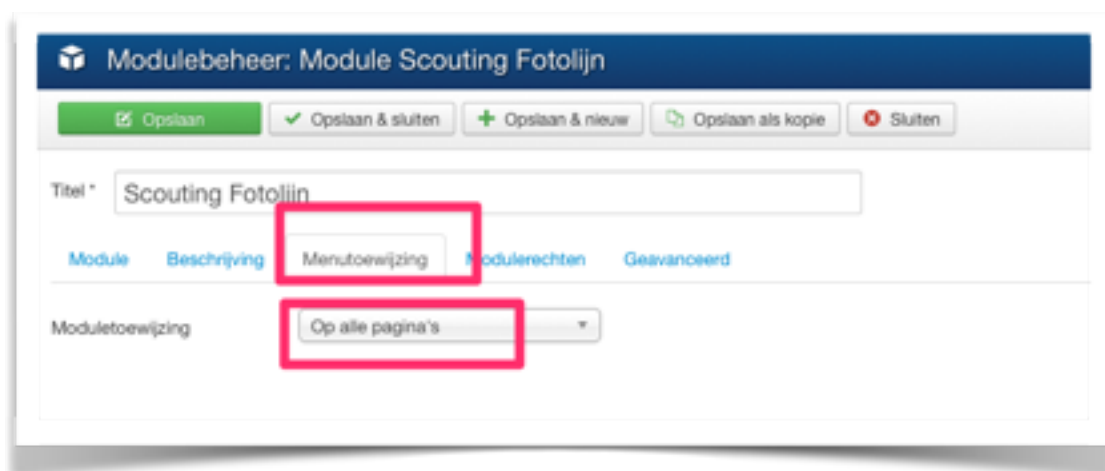 Modulebeheer: Module Scouting Fotolijn
Opslaan Opslaan & sluiten Opslaan & nieuw Opslaan als kopie Sluiten
Titel * Scouting Fotolijn
Module Beschrijving Menutoewijzing Modulerechten Geavanceerd
Moduletoewijzing Op alle pagina's